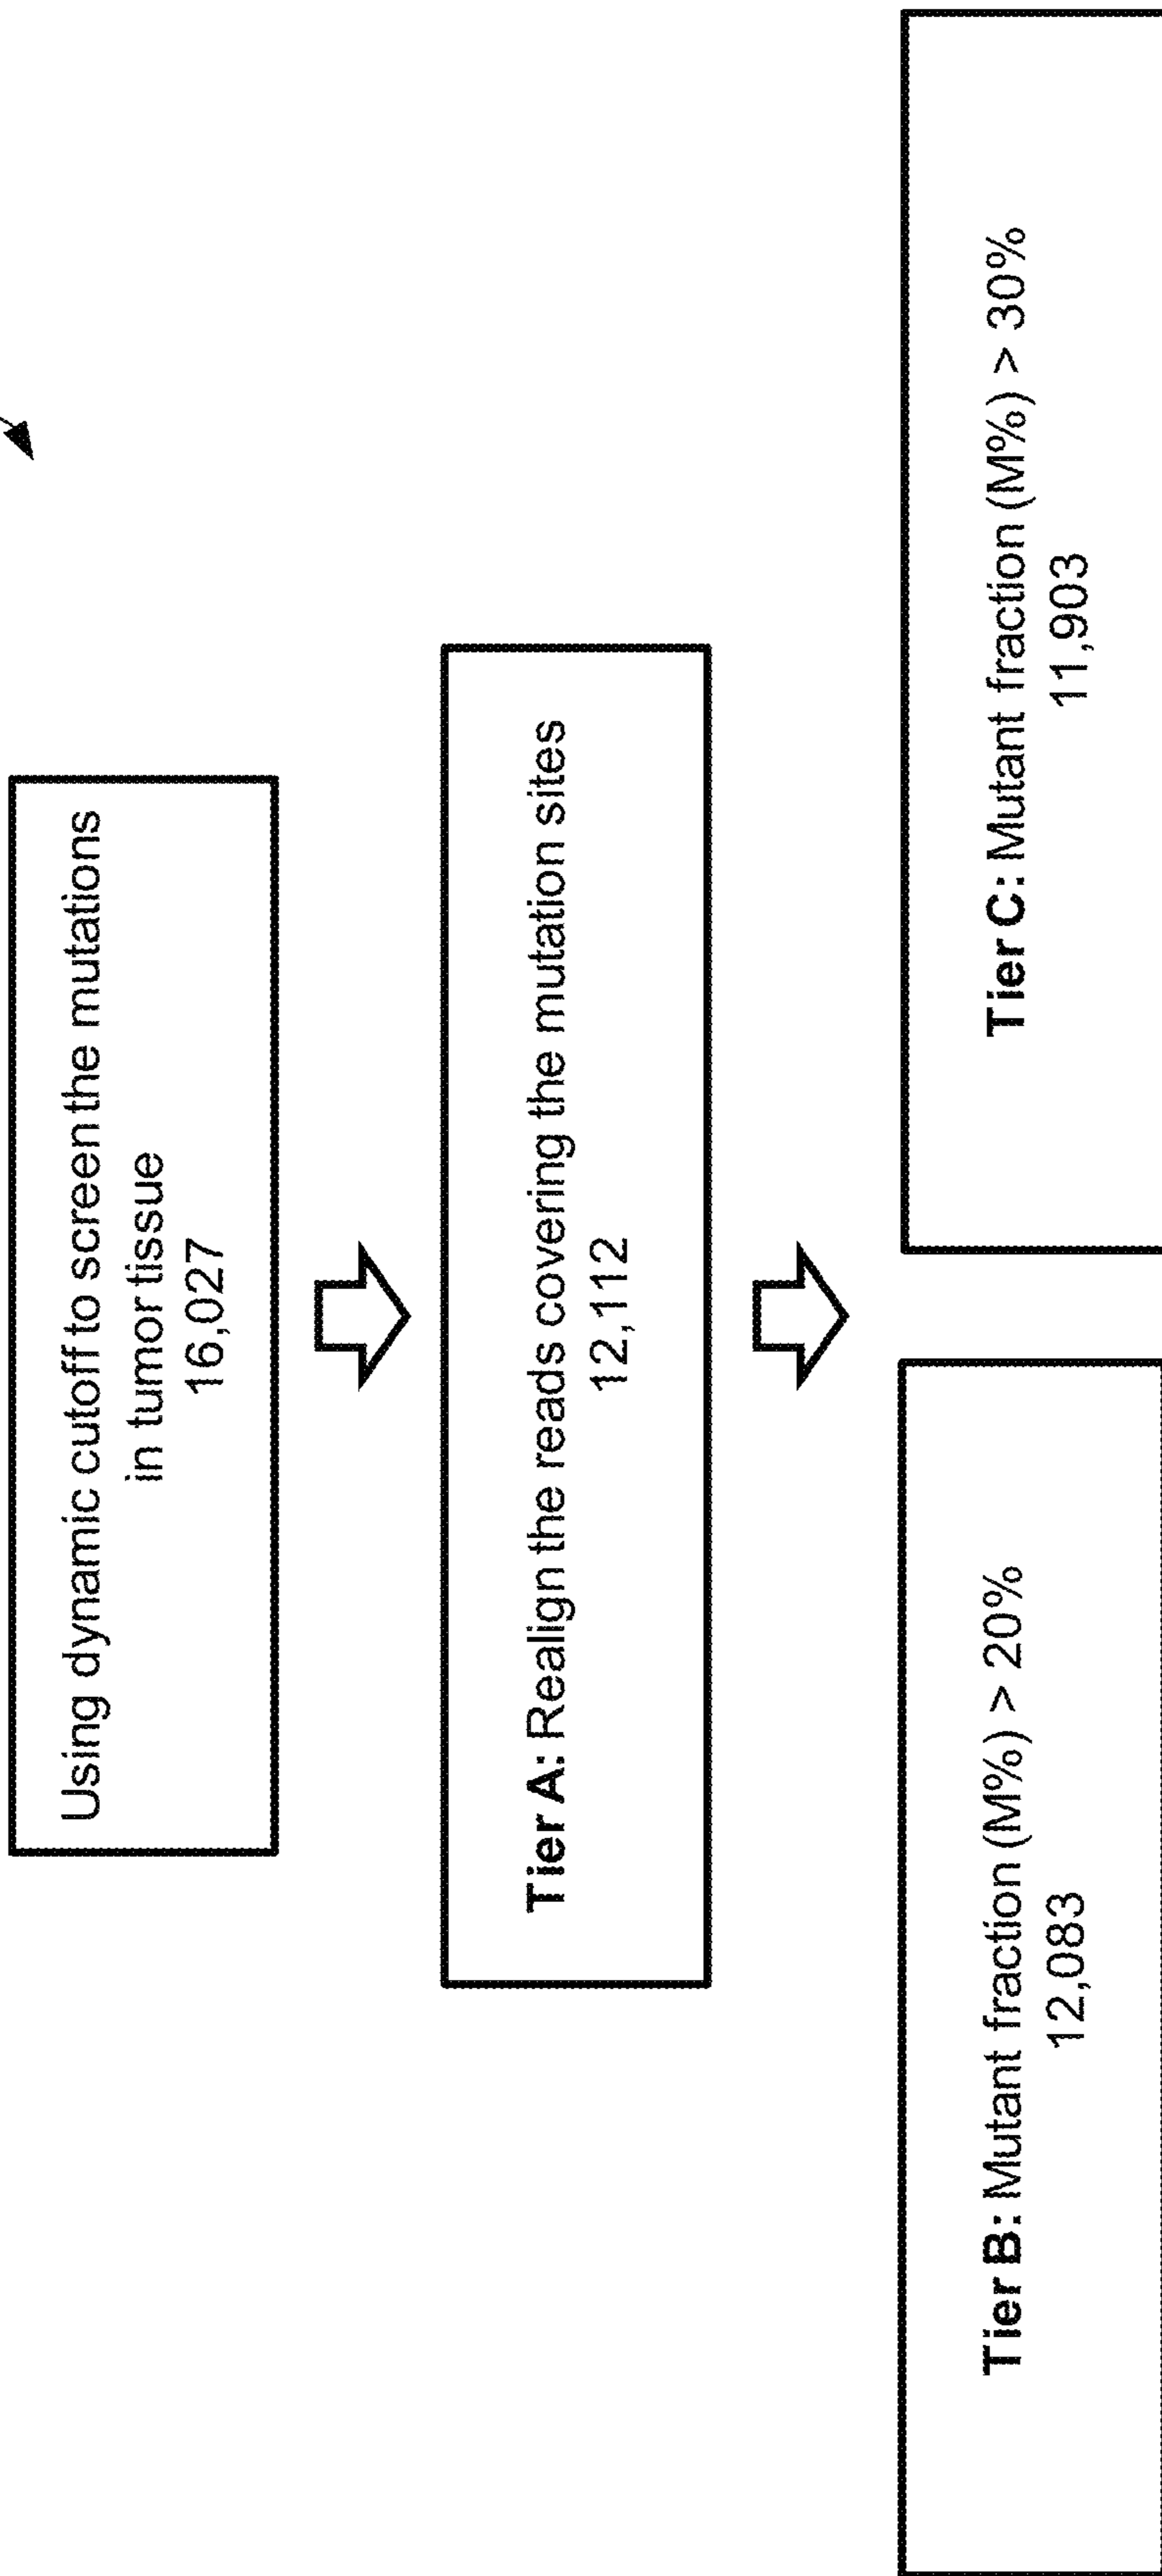 Using dynamic cutoff to screen the mutations
in tumor tissue
16,027
Tier A: Realign the reads covering the mutation sites
12,112
Tier B: Mutant fraction (M%) > 20%
12,083
Tier C: Mutant fraction (M%) > 30%
11,903